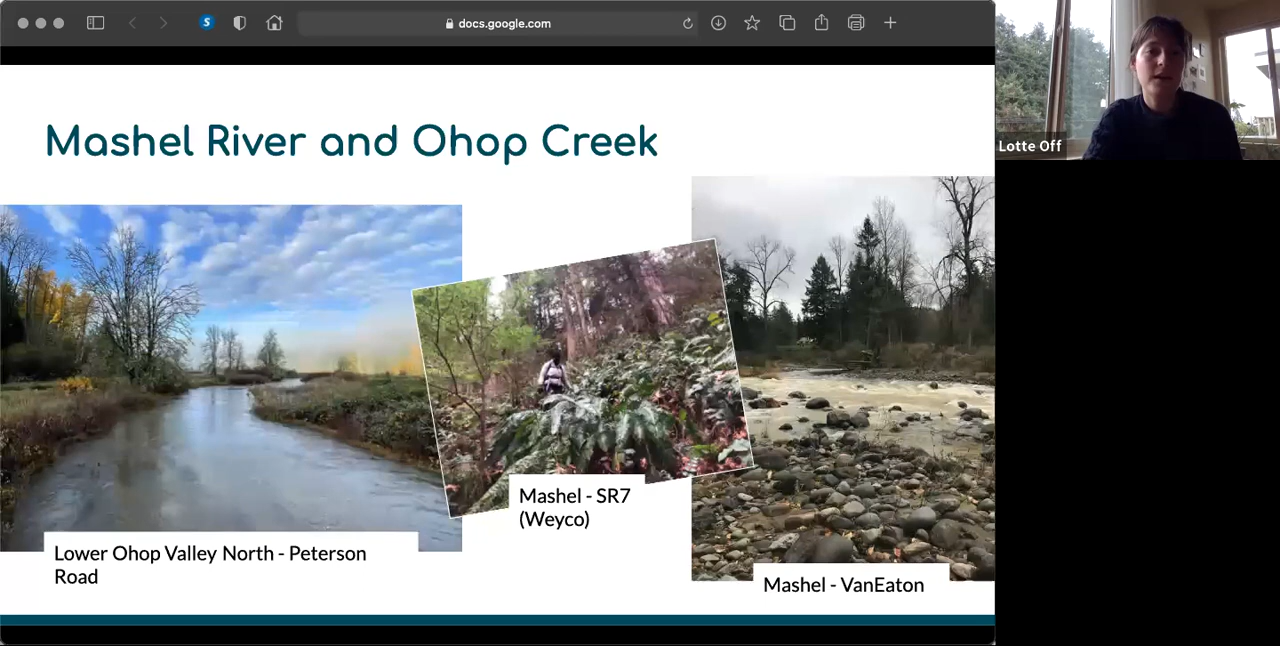 docs.google.com
Lotte Off
Mashel River and Ohop Creek
Mashel - SR7
(Weyco)
Lower Ohop Valley North - Peterson
Road
Mashel - VanEaton